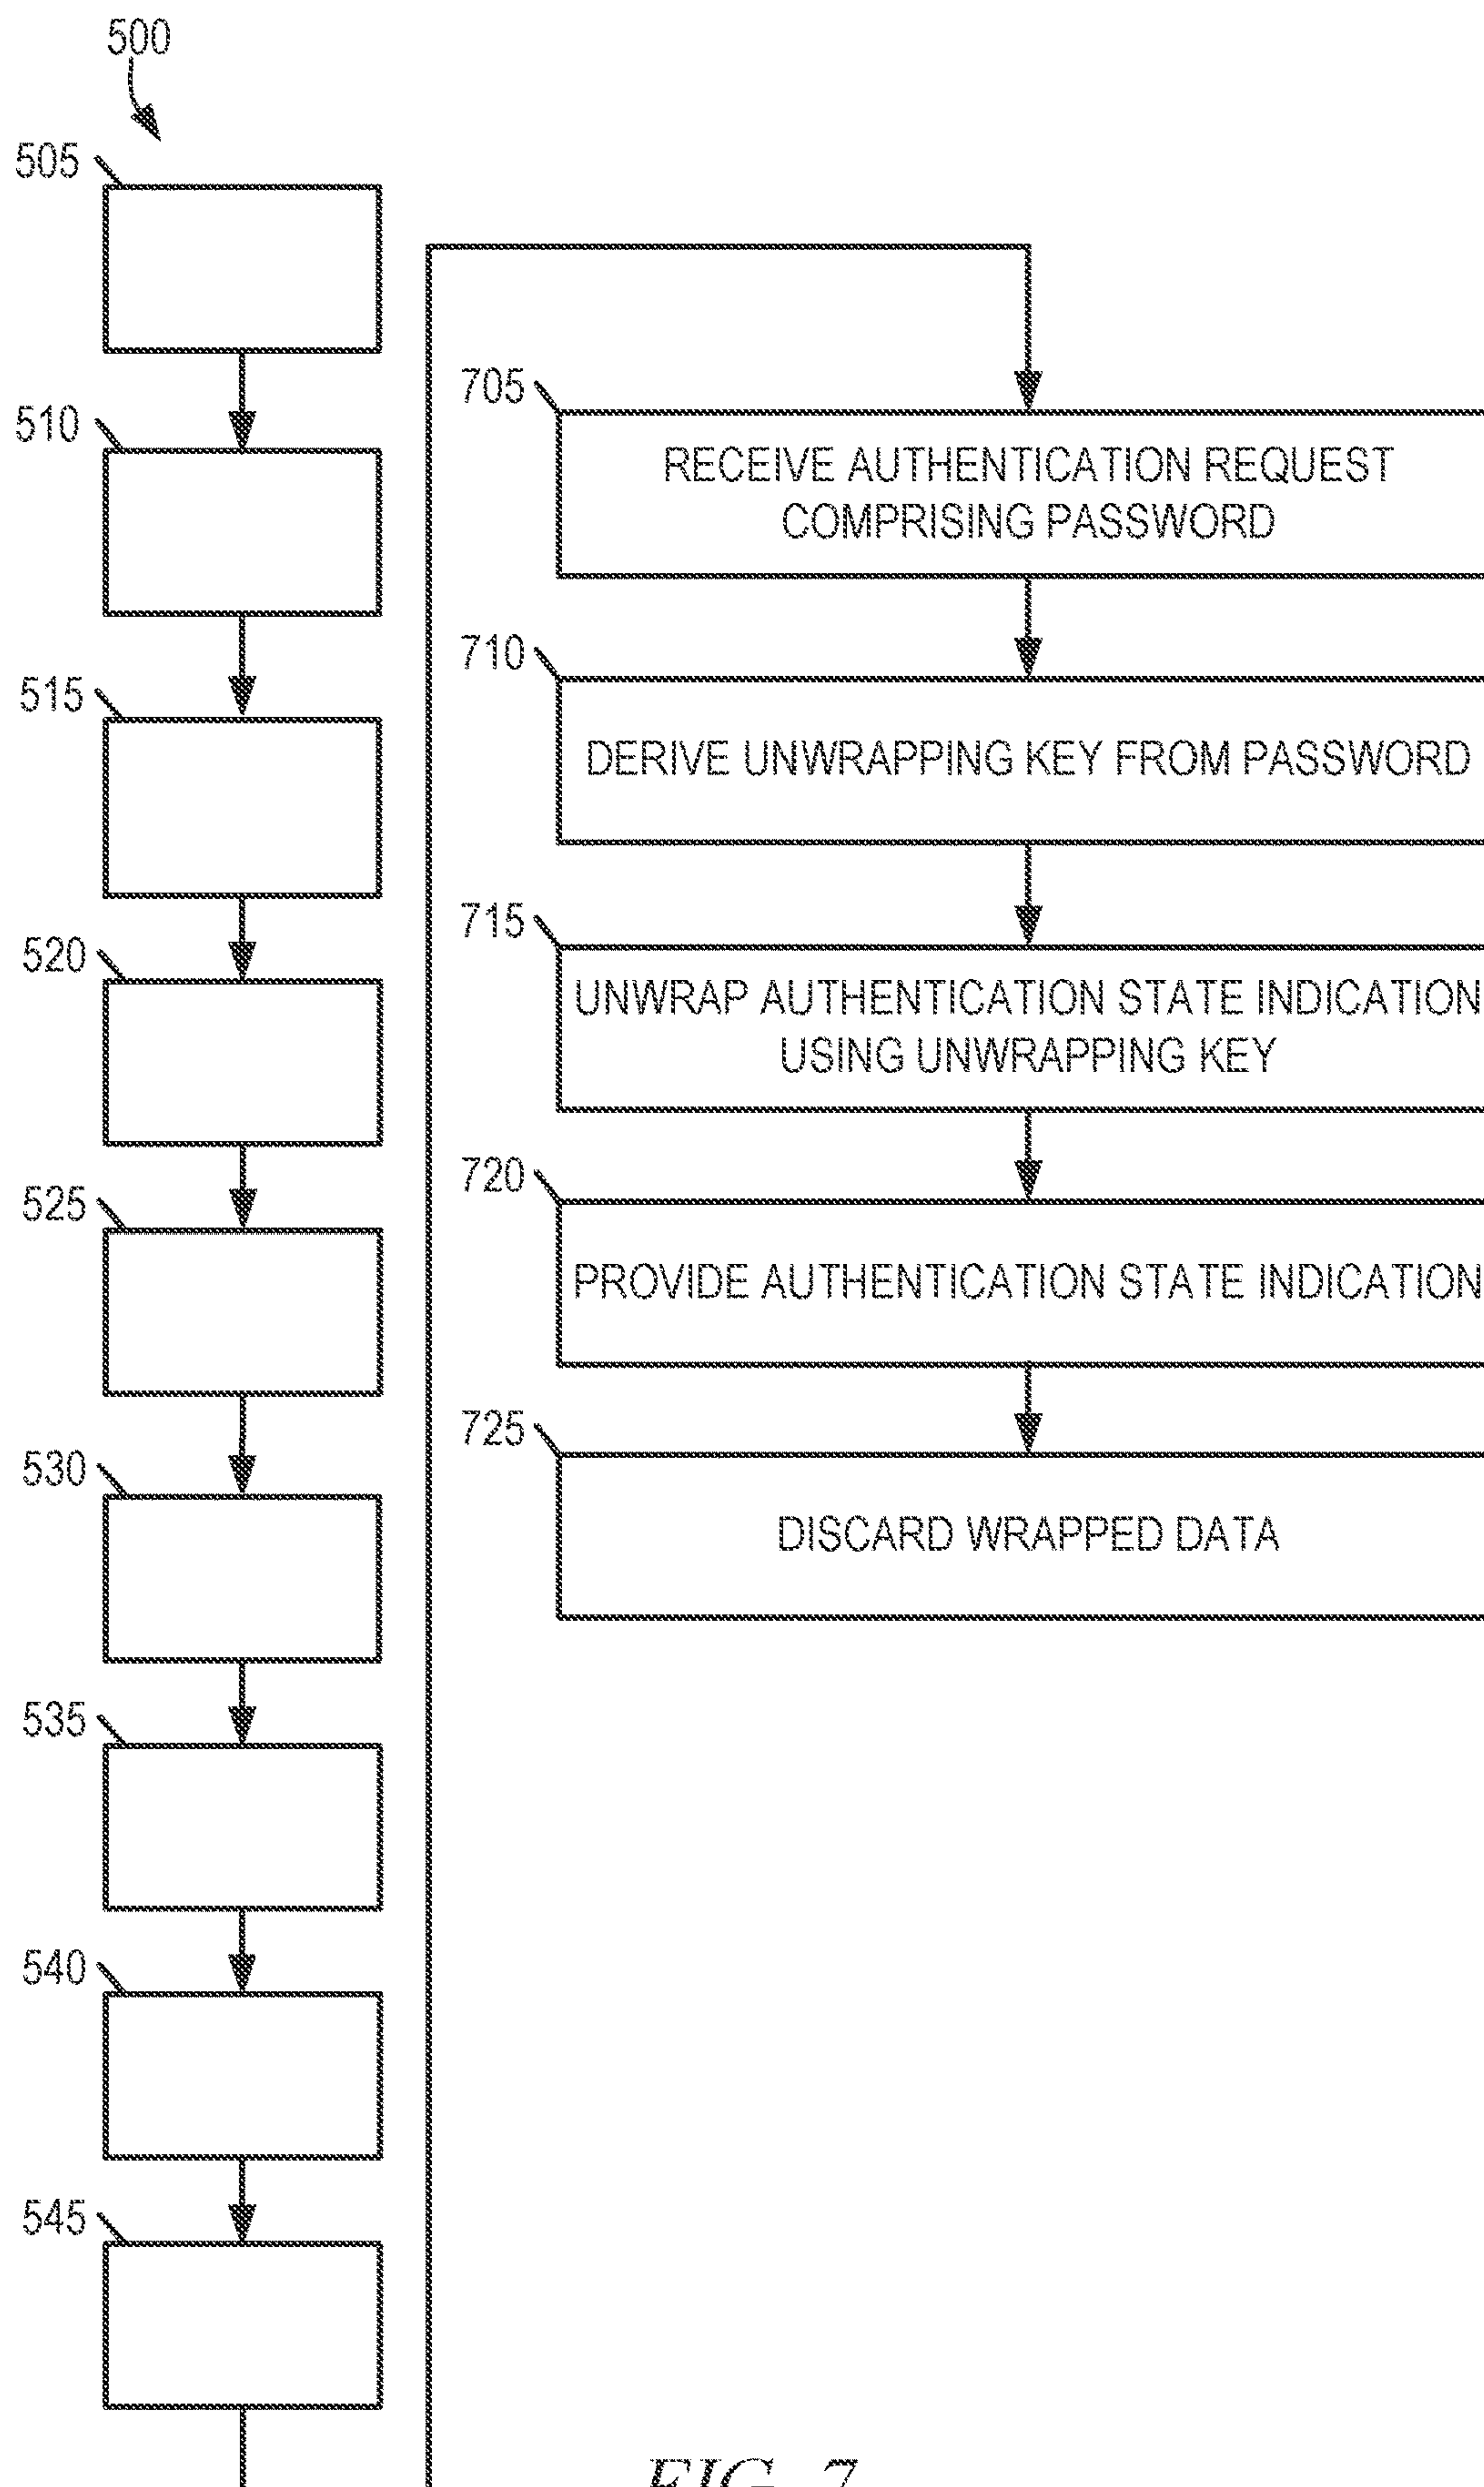 500
505
510
515
520
525
530
535
540
545
705
RECEIVE AUTHENTICATION REQUEST
COMPRISING PASSWORD
710
DERIVE UNWRAPPING KEY FROM PASSWORD
715
UNWRAP AUTHENTICATION STATE INDICATION
USING UNWRAPPING KEY
720
PROVIDE AUTHENTICATION STATE INDICATION
725
DISCARD WRAPPED DATA
FIG. 7